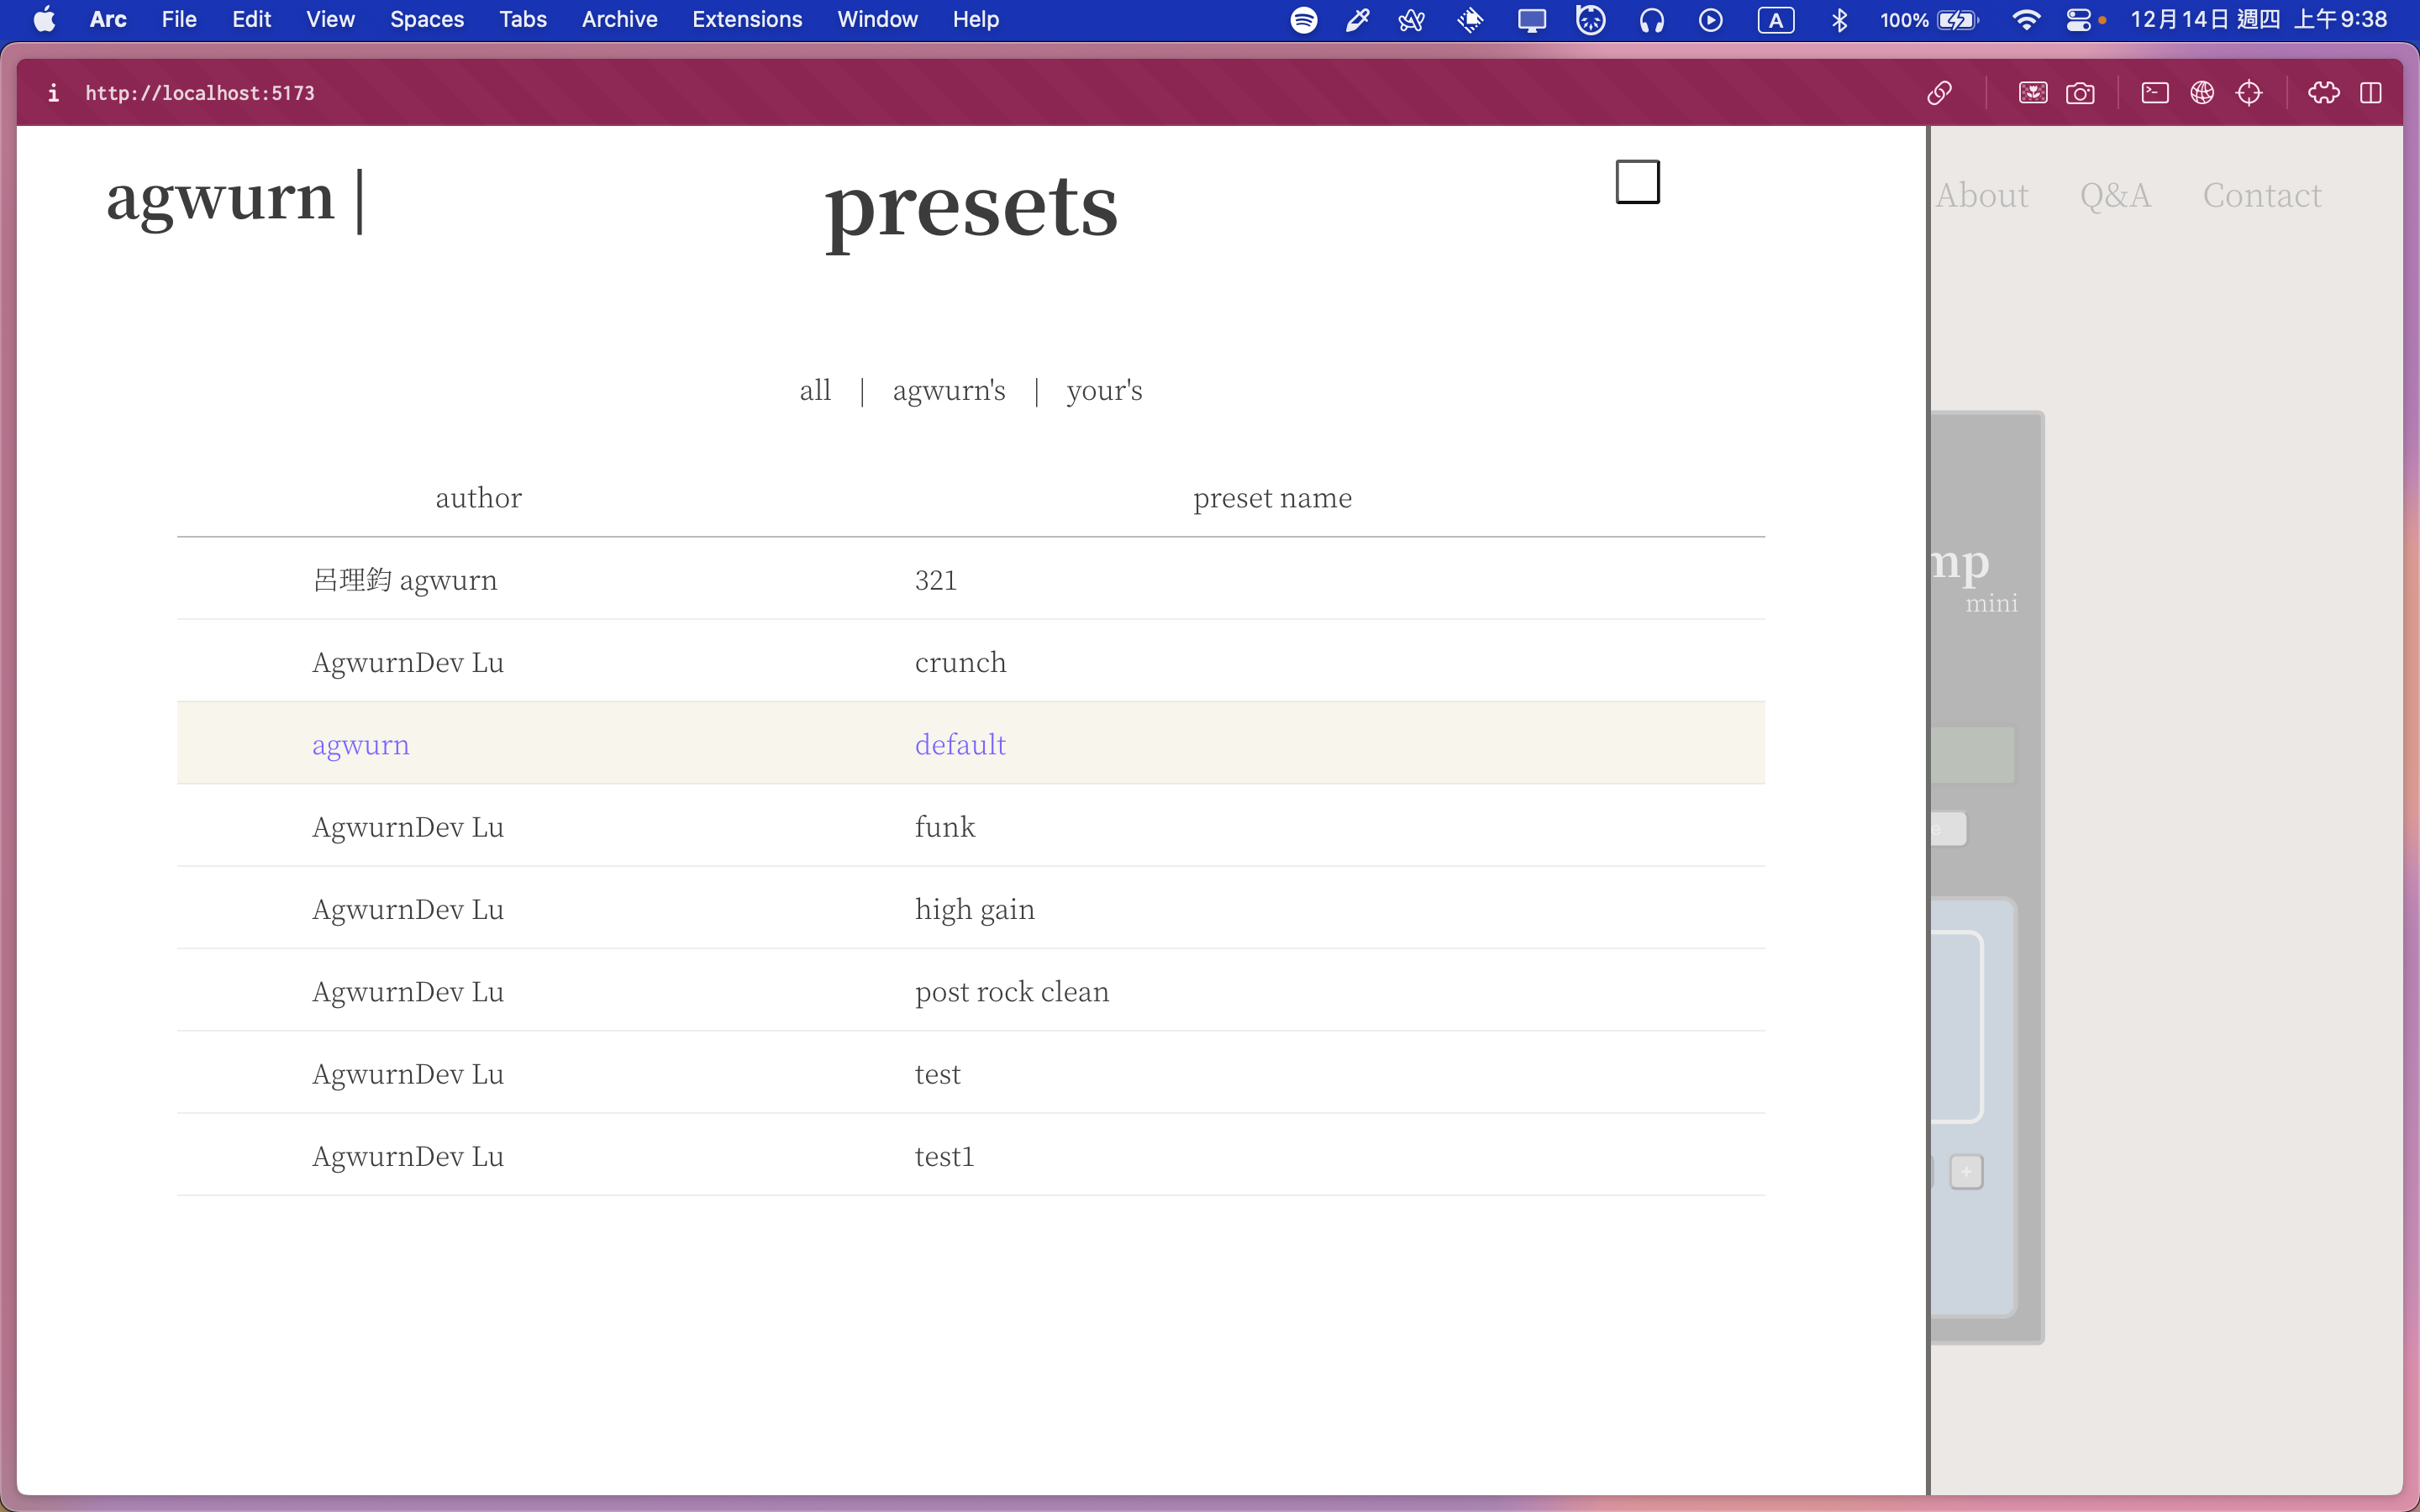 Arc File Edit View Spaces Tabs Archive Extensions Window Help A 100% 12月14日 週四 上午9:38
http://localhost:5173
agwurn |
presets
About Q&A Contact
all | agwurn's | your's
author preset name
呂理鈞 agwurn 321
AgwurnDev Lu crunch
agwurn default
AgwurnDev Lu funk
AgwurnDev Lu high gain
AgwurnDev Lu post rock clean
AgwurnDev Lu test
AgwurnDev Lu test1
mp
mini
e
+